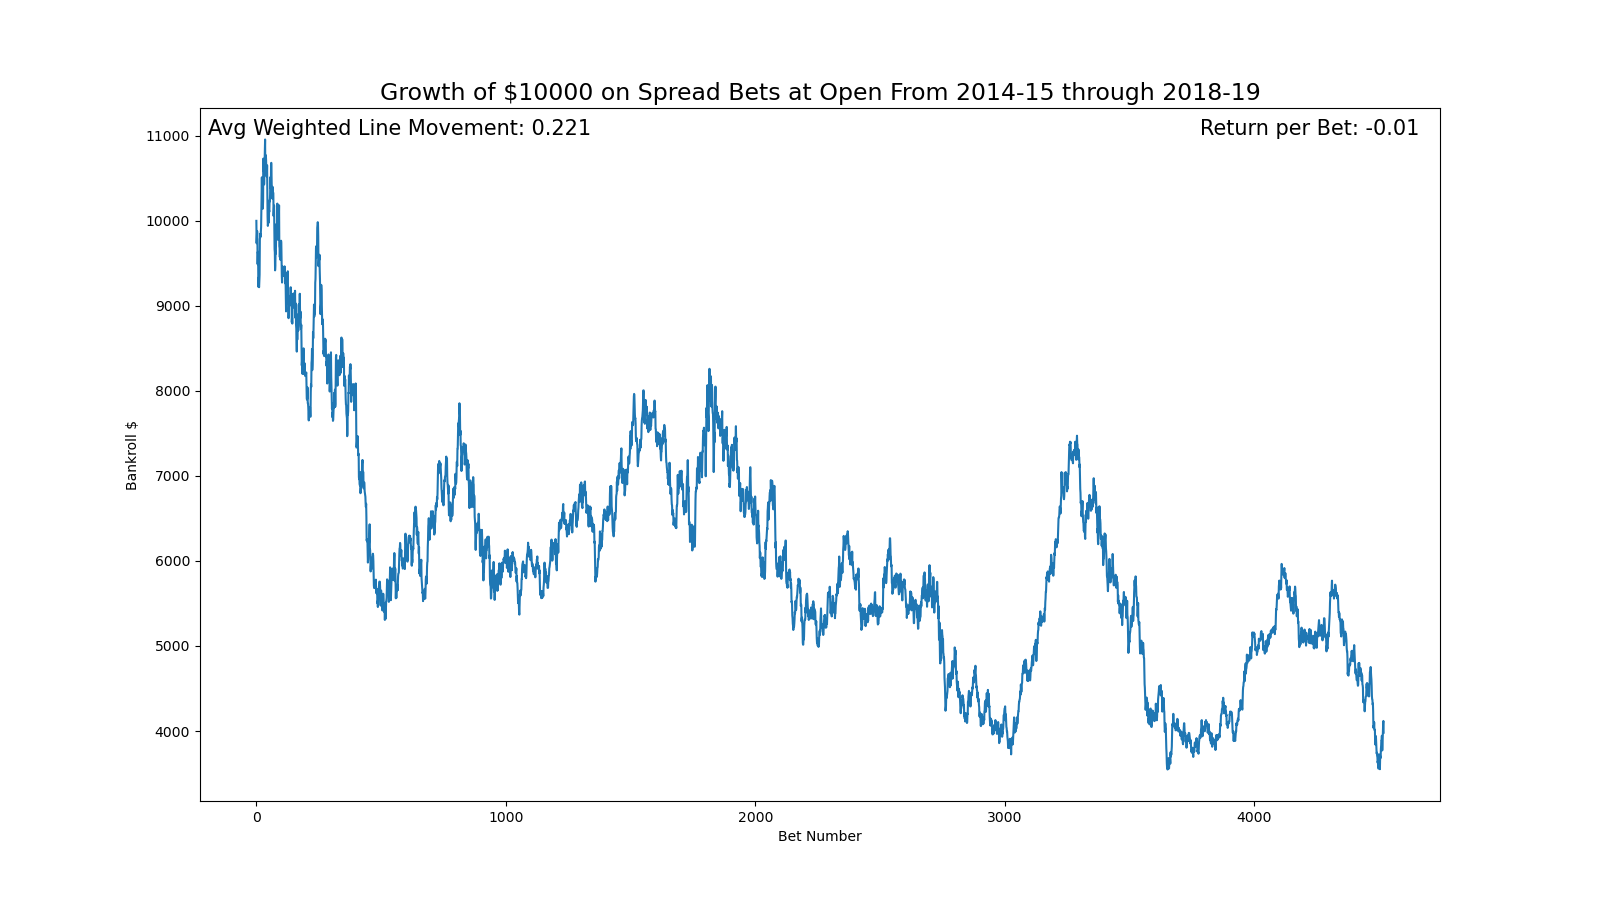 Growth of $10000 on Spread Bets at Open From 2014-15 through 2018-19
Avg Weighted Line Movement: 0.221
Return per Bet: -0.01
11000
10000
9000
8000
7000
6000
5000
4000
Bankroll $
0
1000
2000
3000
4000
Bet Number